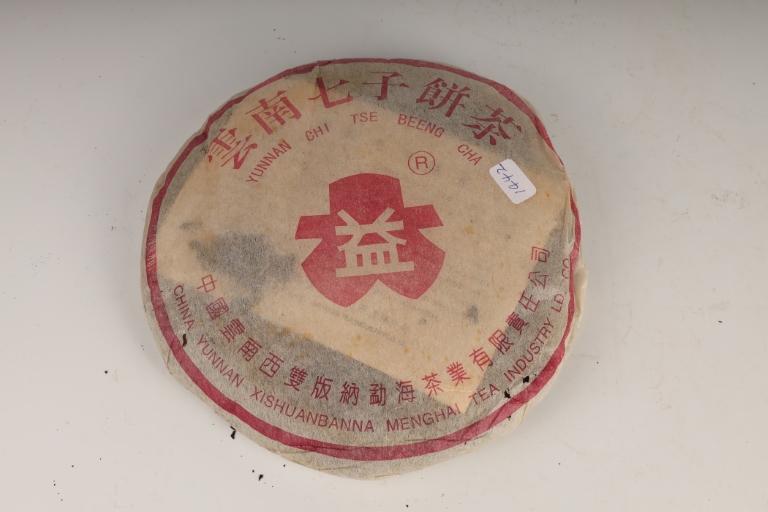 雲南七子餅茶
YUNNAN CHI TSE BEENG CHA
®
1442
益
中國雲南西雙版納勐海茶業有限責任公司
CHINA YUNNAN XISHUANBANNA MENGHAI TEA INDUSTRY LD. CO